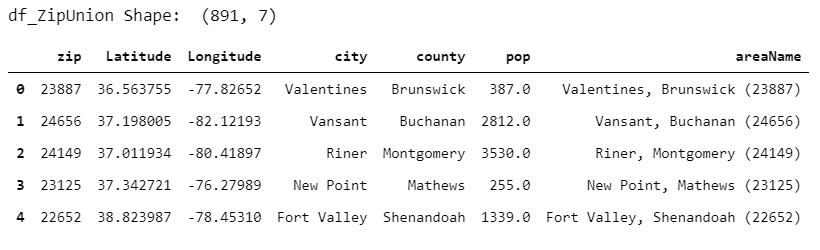 df_ZipUnion Shape:  (891, 7)
zip Latitude Longitude city county pop areaName
0 23887 36.563755 -77.82652 Valentines Brunswick 387.0 Valentines, Brunswick (23887)
1 24656 37.198005 -82.12193 Vansant Buchanan 2812.0 Vansant, Buchanan (24656)
2 24149 37.011934 -80.41897 Riner Montgomery 3530.0 Riner, Montgomery (24149)
3 23125 37.342721 -76.27989 New Point Mathews 255.0 New Point, Mathews (23125)
4 22652 38.823987 -78.45310 Fort Valley Shenandoah 1339.0 Fort Valley, Shenandoah (22652)